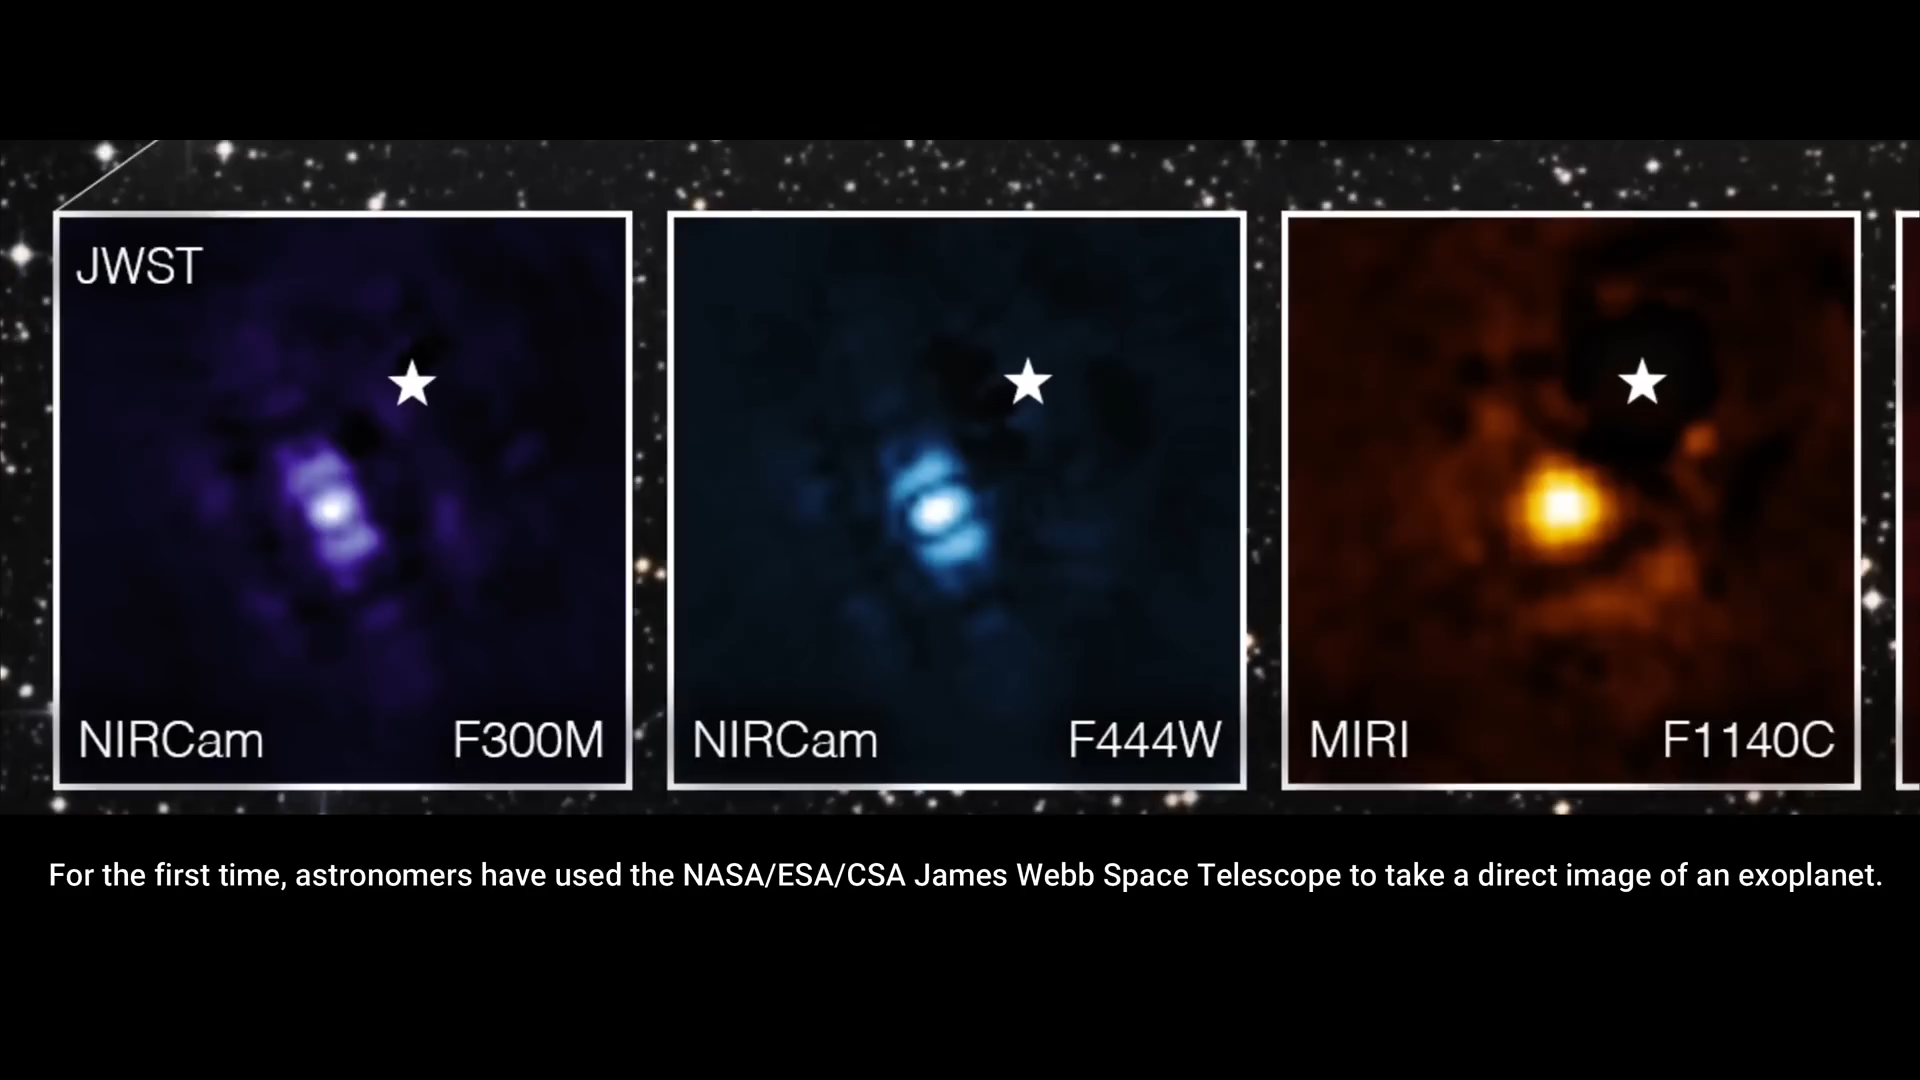 JWST
NIRCam F300M
NIRCam F444W
MIRI F1140C
For the first time, astronomers have used the NASA/ESA/CSA James Webb Space Telescope to take a direct image of an exoplanet.